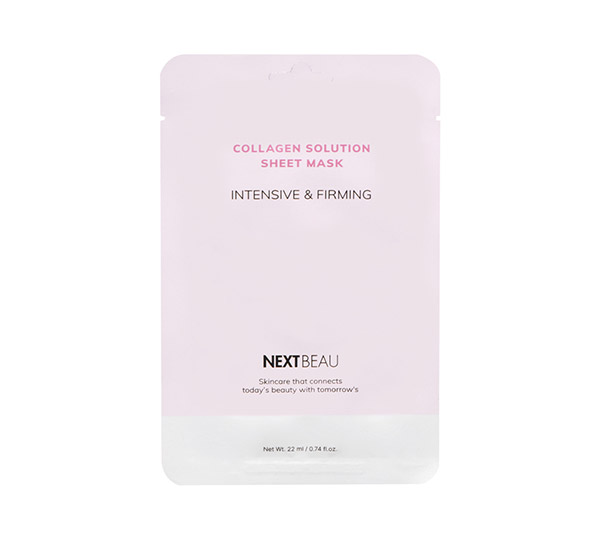 COLLAGEN SOLUTION
SHEET MASK
INTENSIVE & FIRMING
NEXTBEAU
Skincare that connects
today's beauty with tomorrow's
Net Wt. 22 ml / 0.74 fl.oz.